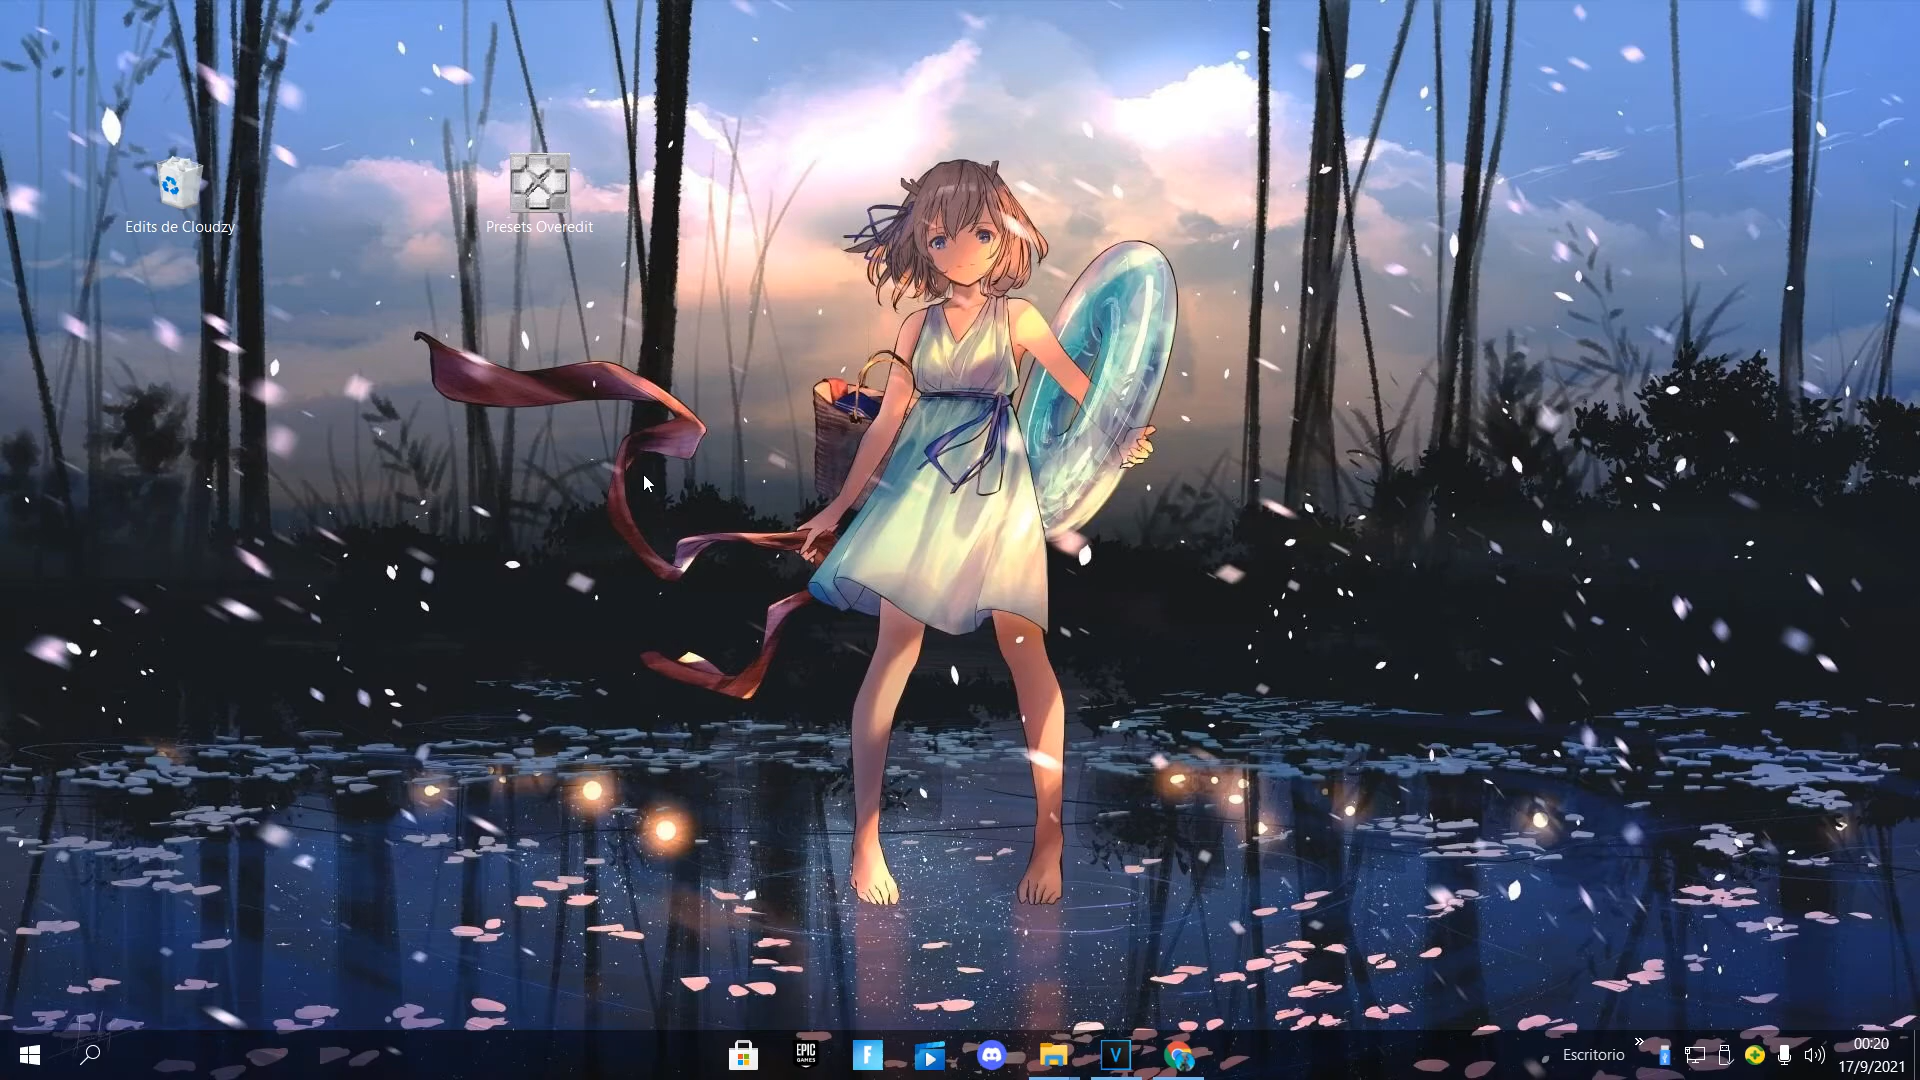 Edits de Cloudzy
Presets Overedit
EPIC
GAMES
F
V
Escritorio
00:20
17/9/2021